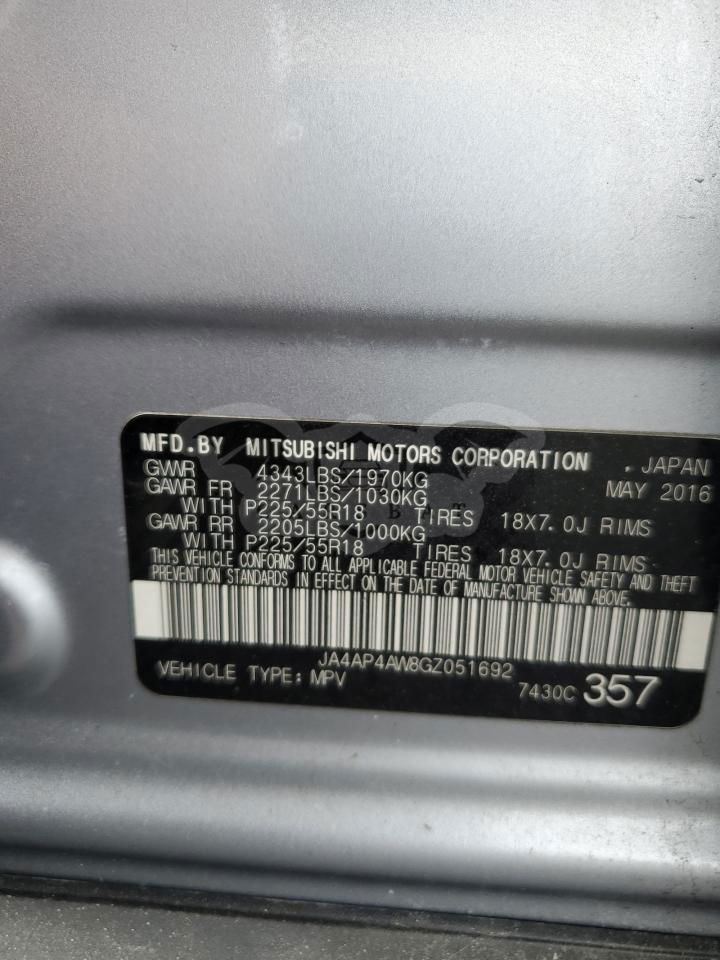 MFD.BY MITSUBISHI MOTORS CORPORATION . JAPAN
GVWR 4343LBS/1970KG MAY 2016
GAWR FR 2271LBS/1030KG
WITH P225/55R18 TIRES 18X7.0J RIMS
GAWR RR 2205LBS/1000KG
WITH P225/55R18 TIRES 18X7.0J RIMS
THIS VEHICLE CONFORMS TO ALL APPLICABLE FEDERAL MOTOR VEHICLE SAFETY AND THEFT
PREVENTION STANDARDS IN EFFECT ON THE DATE OF MANUFACTURE SHOWN ABOVE.
JA4AP4AW8GZ051692
VEHICLE TYPE: MPV 7430C 357